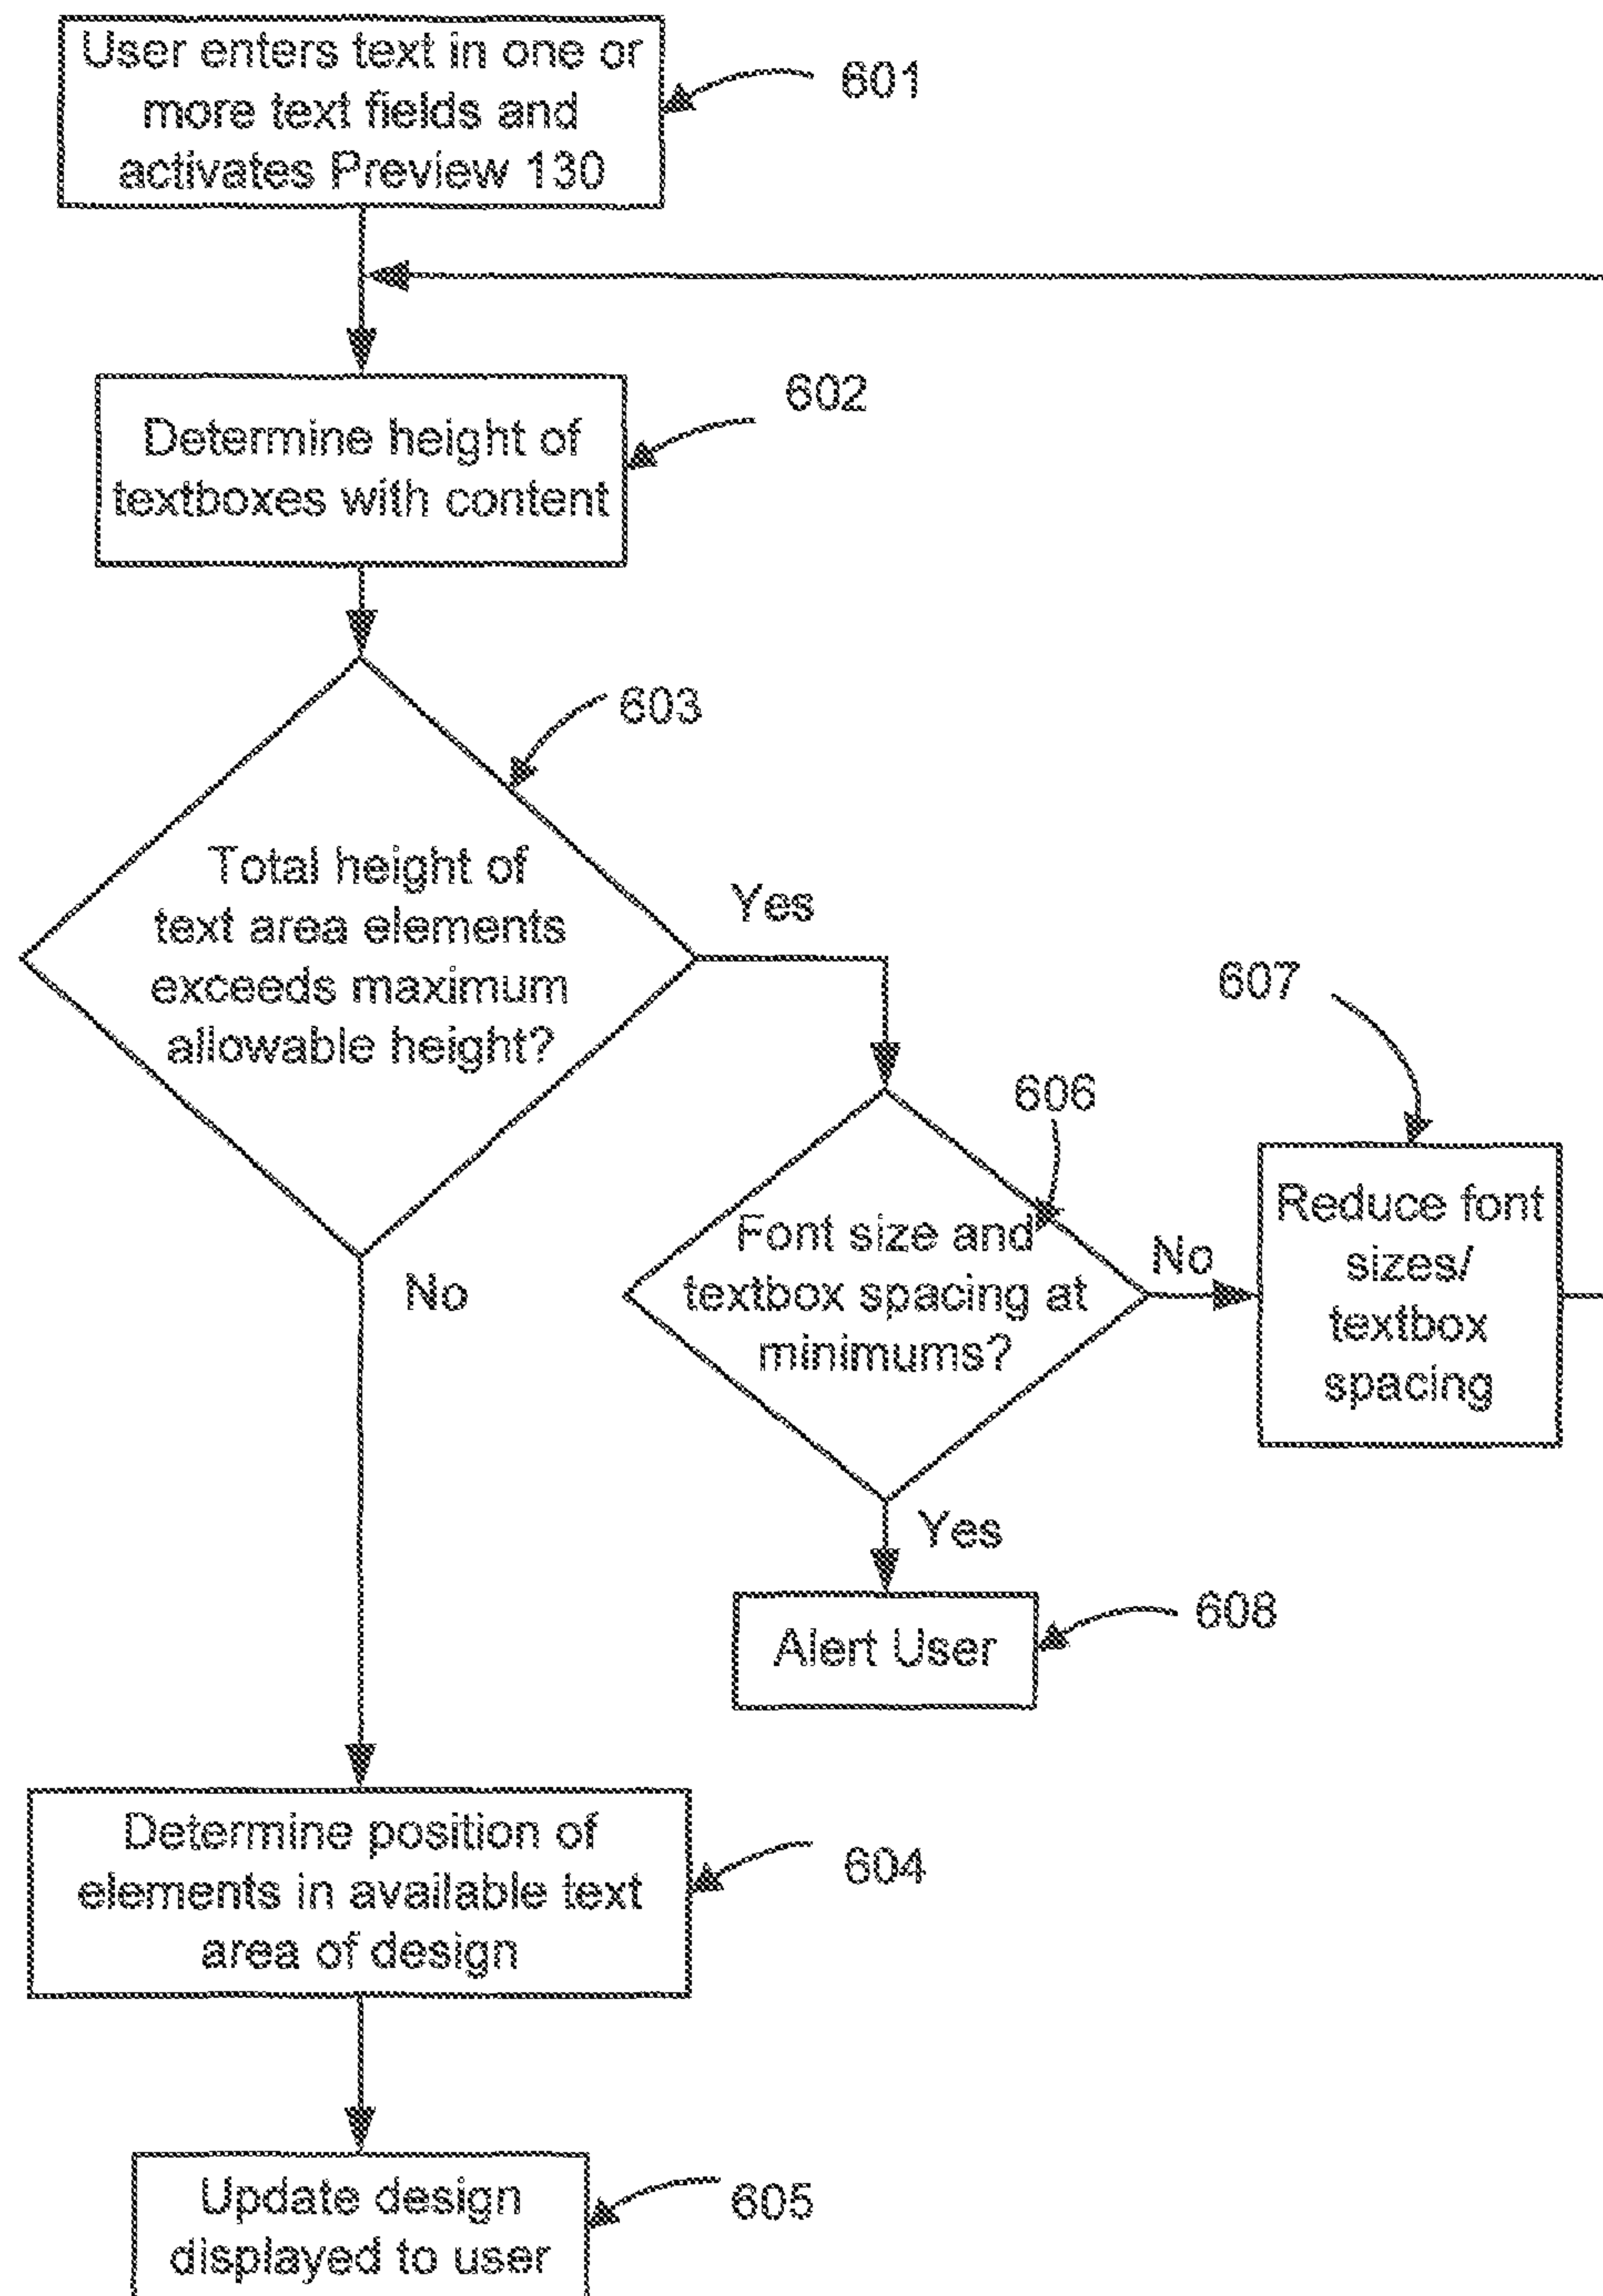 User enters text in one or
more text fields and
activates Preview 130
601
602
Determine height of
textboxes with content
603
Total height of
text area elements
exceeds maximum
allowable height?
Yes
No
606
Font size and
textbox spacing at
minimums?
No
607
Reduce font
sizes/
textbox
spacing
Yes
Alert User
608
Determine position of
elements in available text
area of design
604
Update design
displayed to user
605